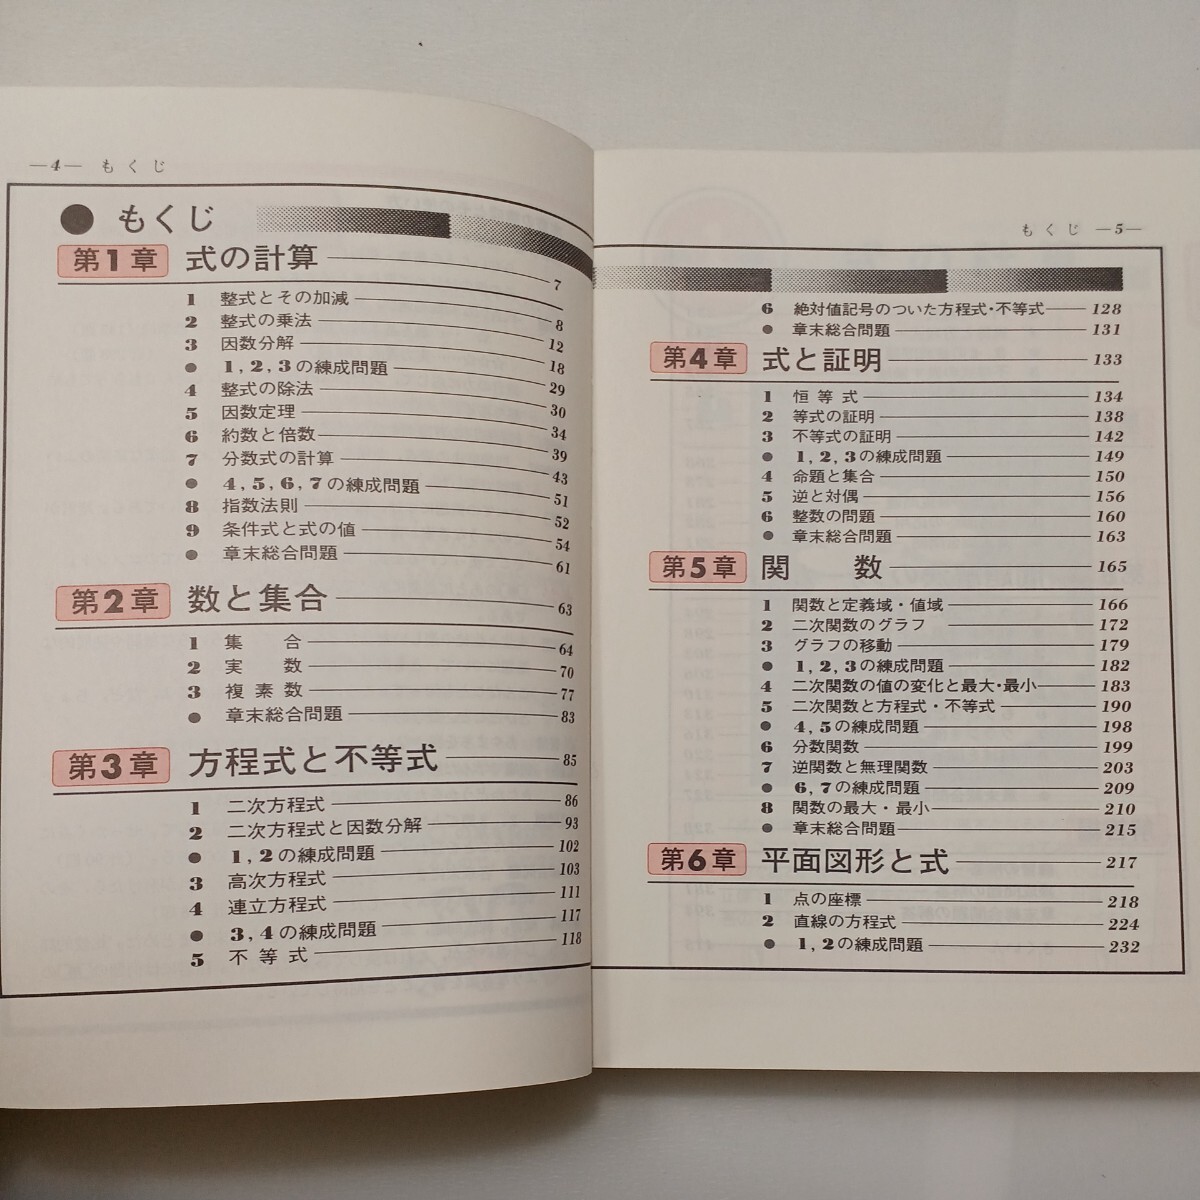 —4— もくじ
● もくじ
第1章 式の計算 7
1 整式とその加減 8
2 整式の乗法 12
3 因数分解 18
● 1,2,3の練成問題 29
4 整式の除法 30
5 因数定理 34
6 約数と倍数 39
7 分数式の計算 43
● 4,5,6,7の練成問題 51
8 指数法則 52
9 条件式と式の値 54
● 章末総合問題 61
第2章 数と集合 63
1 集合 64
2 実数 70
3 複素数 77
● 章末総合問題 83
第3章 方程式と不等式 85
1 二次方程式 86
2 二次方程式と因数分解 93
● 1,2の練成問題 102
3 高次方程式 103
4 連立方程式 111
● 3,4の練成問題 117
5 不等式 118
もくじ —5—
6 絶対値記号のついた方程式・不等式 128
● 章末総合問題 131
第4章 式と証明 133
1 恒等式 134
2 等式の証明 138
3 不等式の証明 142
● 1,2,3の練成問題 149
4 命題と集合 150
5 逆と対偶 156
6 整数の問題 160
● 章末総合問題 163
第5章 関数 165
1 関数と定義域・値域 166
2 二次関数のグラフ 172
3 グラフの移動 179
● 1,2,3の練成問題 182
4 二次関数の値の変化と最大・最小 183
5 二次関数と方程式・不等式 190
● 4,5の練成問題 198
6 分数関数 199
7 逆関数と無理関数 203
● 6,7の練成問題 209
8 関数の最大・最小 210
● 章末総合問題 215
第6章 平面図形と式 217
1 点の座標 218
2 直線の方程式 224
● 1,2の練成問題 232